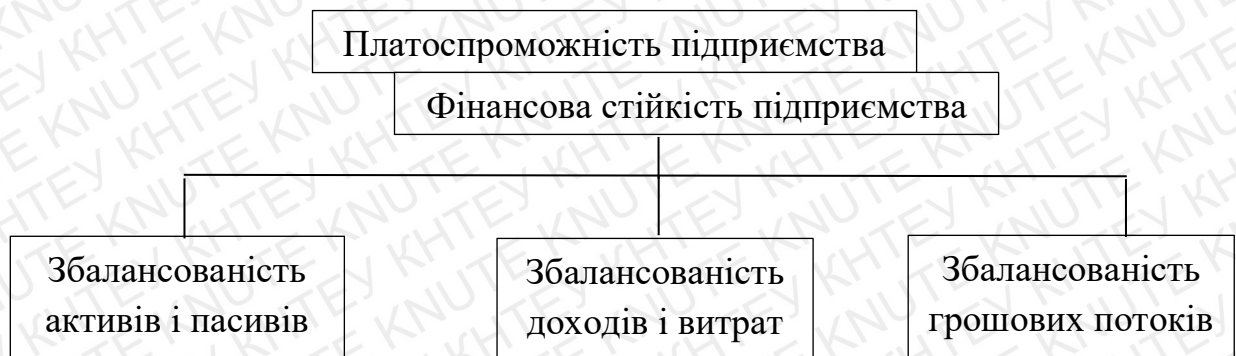 Платоспроможність підприємства
Фінансова стійкість підприємства
Збалансованість
активів і пасивів
Збалансованість
доходів і витрат
Збалансованість
грошових потоків